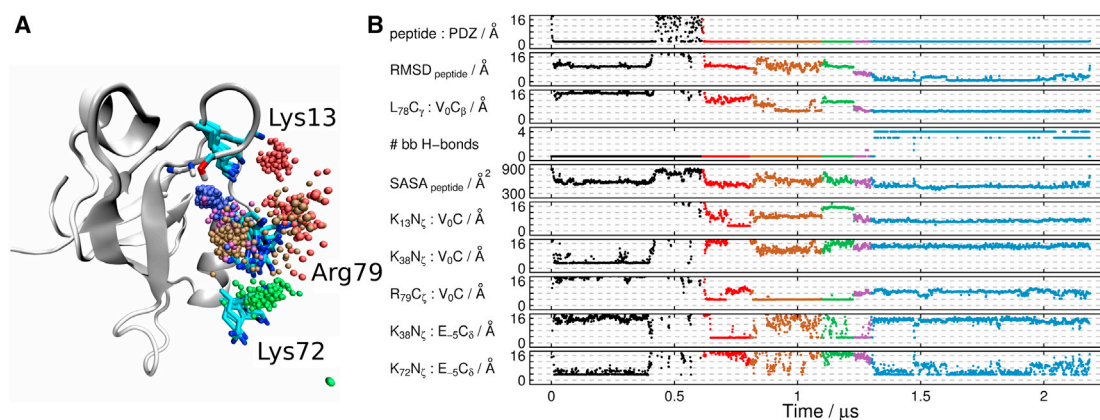 A
Lys13
Arg79
Lys72
B
peptide : PDZ / Å
16
0
RMSD peptide / Å
16
0
L78Cγ : V0Cβ / Å
16
0
# bb H−bonds
4
0
SASA peptide / Å2
900
300
K13Nζ : V0C / Å
16
0
K38Nζ : V0C / Å
16
0
R79Cζ : V0C / Å
16
0
K38Nζ : E−5Cδ / Å
16
0
K72Nζ : E−5Cδ / Å
16
0
0 0.5 1 1.5 2
Time / μs